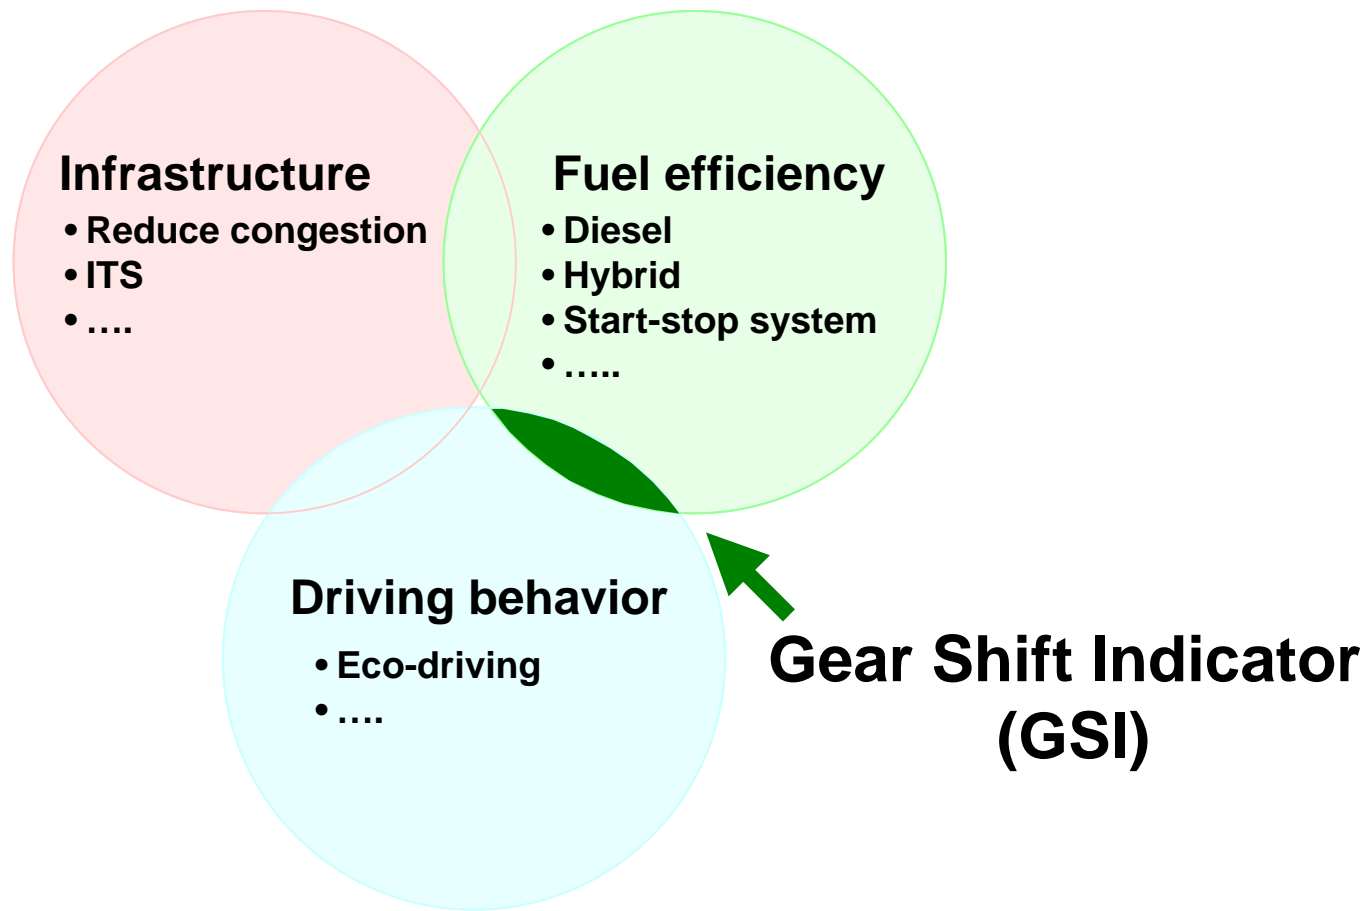 Infrastructure
• Reduce congestion
• ITS
• ....
Fuel efficiency
• Diesel
• Hybrid
• Start-stop system
• .....
Driving behavior
• Eco-driving
• ....
Gear Shift Indicator
(GSI)